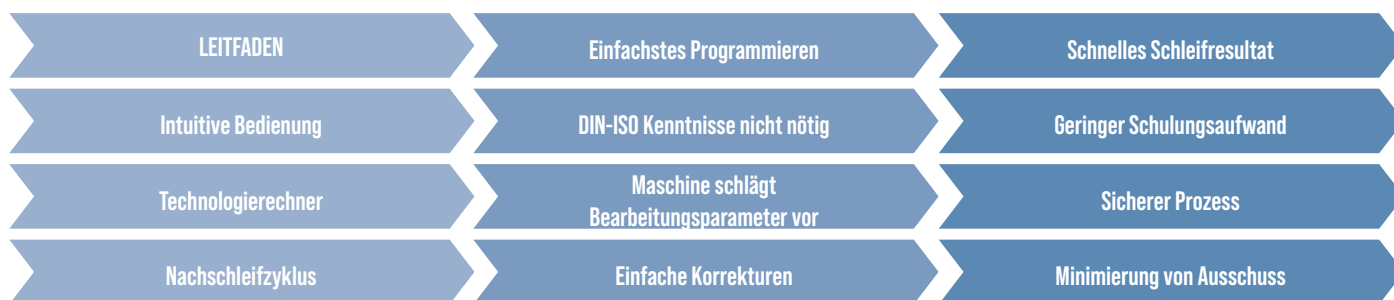 LEITFADEN
Einfachstes Programmieren
Schnelles Schleifresultat
Intuitive Bedienung
DIN-ISO Kenntnisse nicht nötig
Geringer Schulungsaufwand
Technologierechner
Maschine schlägt
Bearbeitungsparameter vor
Sicherer Prozess
Nachschleifzyklus
Einfache Korrekturen
Minimierung von Ausschuss